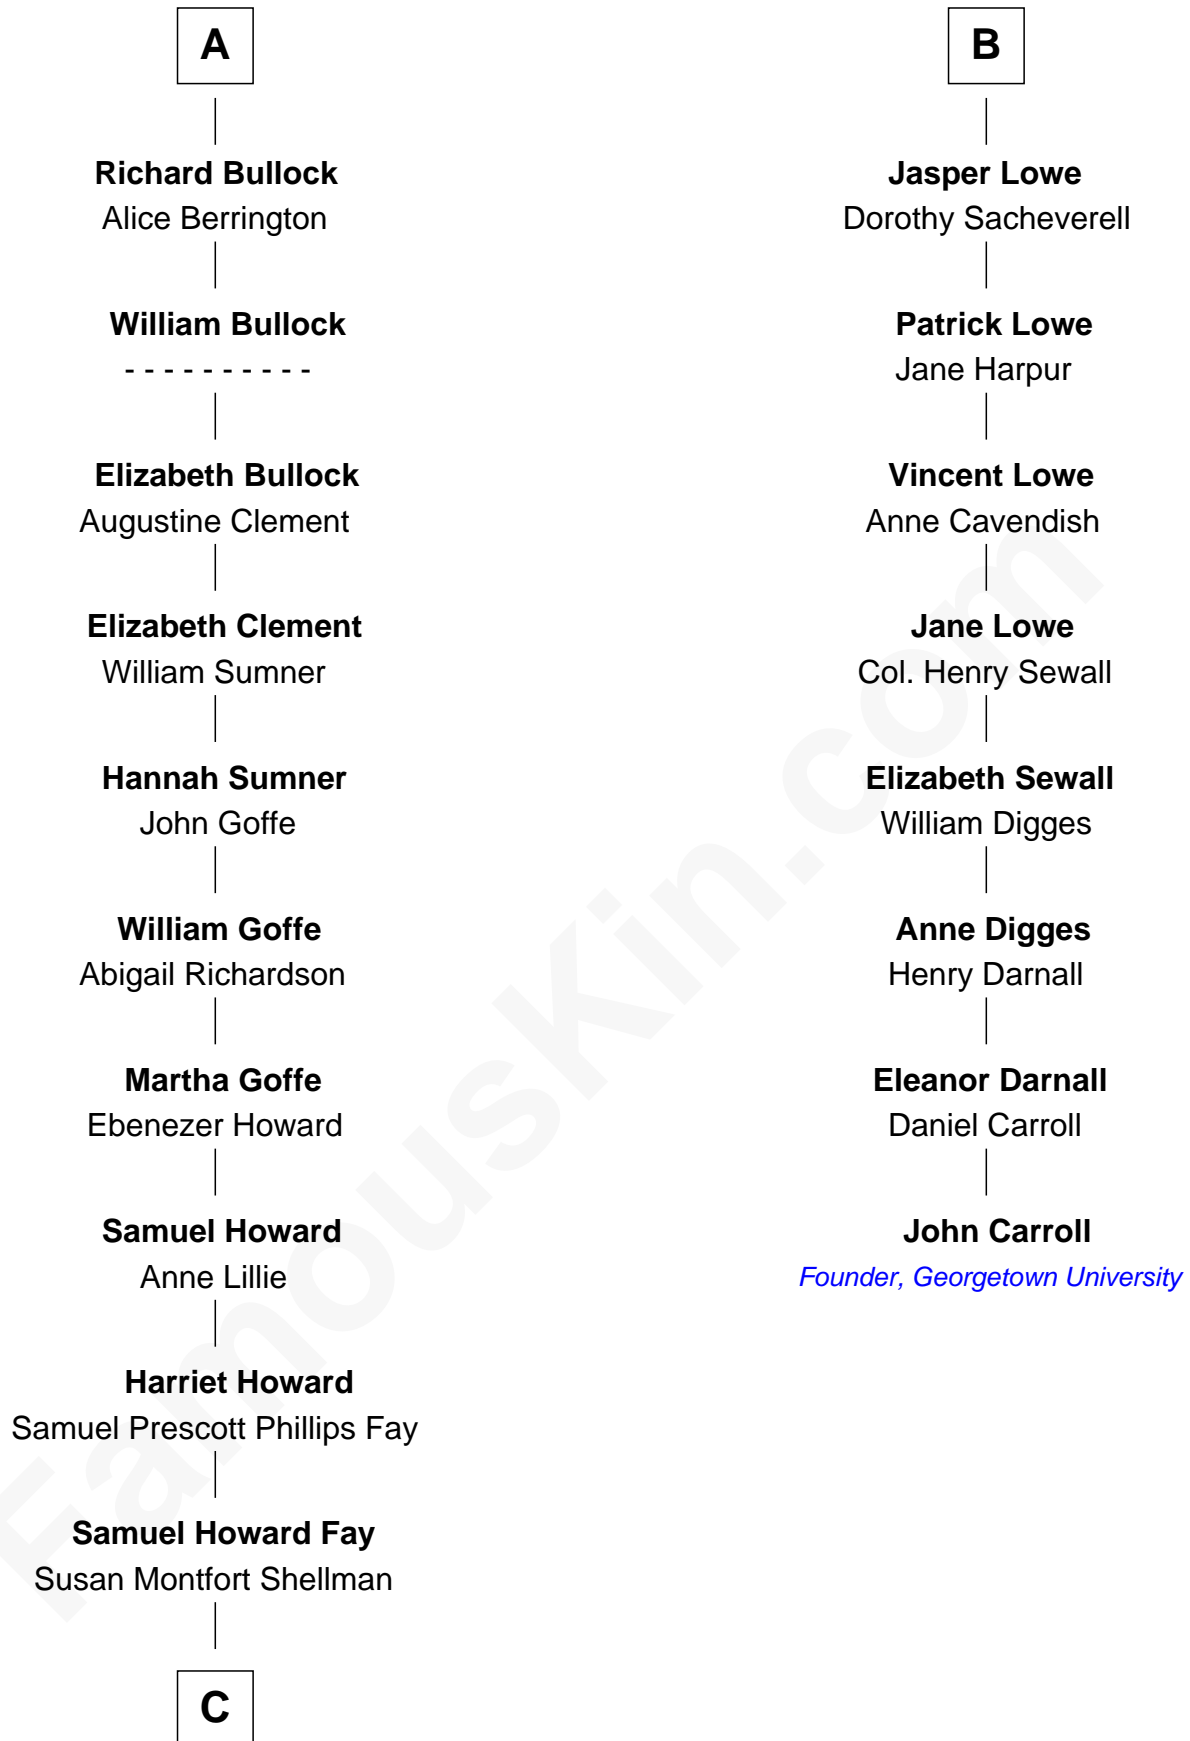 A
Richard Bullock
Alice Berrington
William Bullock
- - - - - - - - - -
Elizabeth Bullock
Augustine Clement
Elizabeth Clement
William Sumner
Hannah Sumner
John Goffe
William Goffe
Abigail Richardson
Martha Goffe
Ebenezer Howard
Samuel Howard
Anne Lillie
Harriet Howard
Samuel Prescott Phillips Fay
Samuel Howard Fay
Susan Montfort Shellman
C
B
Jasper Lowe
Dorothy Sacheverell
Patrick Lowe
Jane Harpur
Vincent Lowe
Anne Cavendish
Jane Lowe
Col. Henry Sewall
Elizabeth Sewall
William Digges
Anne Digges
Henry Darnall
Eleanor Darnall
Daniel Carroll
John Carroll
Founder, Georgetown University
FamousKin.com